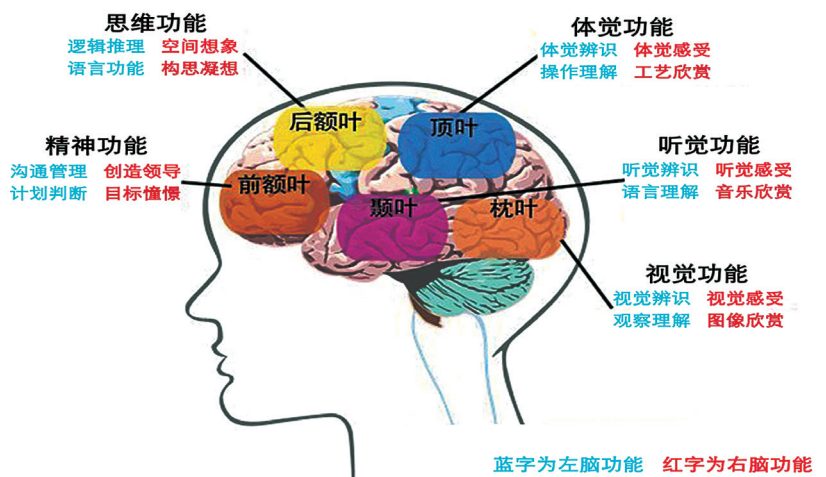 思维功能
逻辑推理 空间想象
语言功能 构思凝想
体觉功能
体觉辨识 体觉感受
操作理解 工艺欣赏
精神功能
沟通管理 创造领导
计划判断 目标憧憬
听觉功能
听觉辨识 听觉感受
语言理解 音乐欣赏
视觉功能
视觉辨识 视觉感受
观察理解 图像欣赏
后额叶
顶叶
前额叶
颞叶
枕叶
蓝字为左脑功能 红字为右脑功能